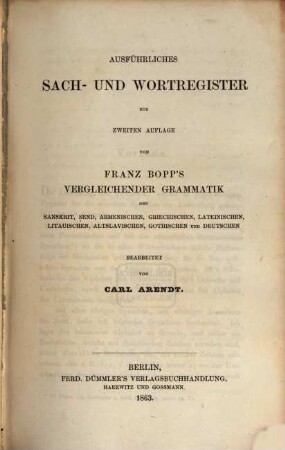 AUSFÜHRLICHES
SACH- UND WORTREGISTER
ZUR
ZWEITEN AUFLAGE
VON
FRANZ BOPP'S
VERGLEICHENDER GRAMMATIK
DES
SANSKRIT, SEND, ARMENISCHEN, GRIECHISCHEN, LATEINISCHEN,
LITAUISCHEN, ALTSLAVISCHEN, GOTHISCHEN UND DEUTSCHEN
BEARBEITET
VON
CARL ARENDT.
BERLIN,
FERD. DÜMMLER'S VERLAGSBUCHHANDLUNG,
HARRWITZ UND GOSSMANN.
1863.